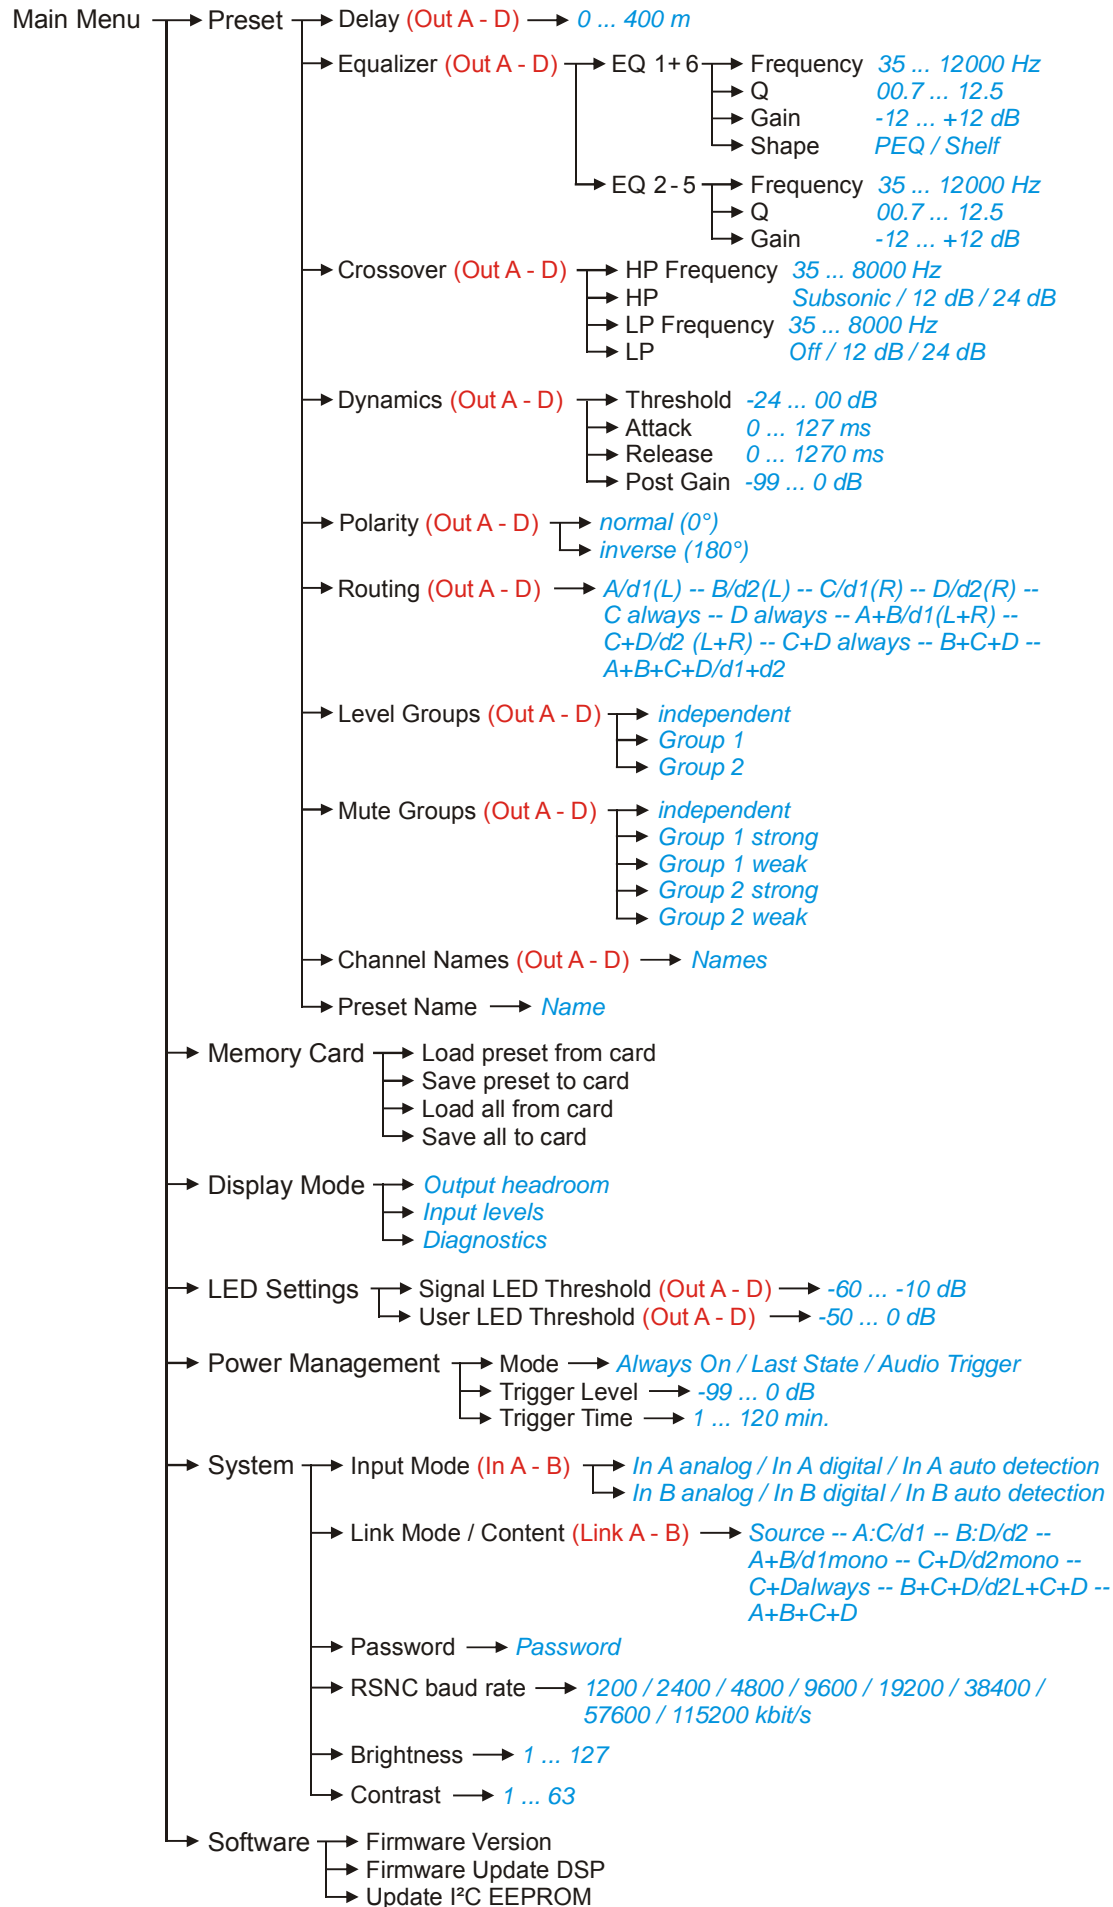 Main Menu Preset Delay (Out A - D) 0 ... 400 m
Equalizer (Out A - D) EQ 1+6 Frequency 35 ... 12000 Hz
Q 00.7 ... 12.5
Gain -12 ... +12 dB
Shape PEQ / Shelf
EQ 2-5 Frequency 35 ... 12000 Hz
Q 00.7 ... 12.5
Gain -12 ... +12 dB
Crossover (Out A - D) HP Frequency 35 ... 8000 Hz
HP Subsonic / 12 dB / 24 dB
LP Frequency 35 ... 8000 Hz
LP Off / 12 dB / 24 dB
Dynamics (Out A - D) Threshold -24 ... 00 dB
Attack 0 ... 127 ms
Release 0 ... 1270 ms
Post Gain -99 ... 0 dB
Polarity (Out A - D) normal (0°)
inverse (180°)
Routing (Out A - D) A/d1(L) -- B/d2(L) -- C/d1(R) -- D/d2(R) --
C always -- D always -- A+B/d1(L+R) --
C+D/d2 (L+R) -- C+D always -- B+C+D --
A+B+C+D/d1+d2
Level Groups (Out A - D) independent
Group 1
Group 2
Mute Groups (Out A - D) independent
Group 1 strong
Group 1 weak
Group 2 strong
Group 2 weak
Channel Names (Out A - D) Names
Preset Name Name
Memory Card Load preset from card
Save preset to card
Load all from card
Save all to card
Display Mode Output headroom
Input levels
Diagnostics
LED Settings Signal LED Threshold (Out A - D) -60 ... -10 dB
User LED Threshold (Out A - D) -50 ... 0 dB
Power Management Mode Always On / Last State / Audio Trigger
Trigger Level -99 ... 0 dB
Trigger Time 1 ... 120 min.
System Input Mode (In A - B) In A analog / In A digital / In A auto detection
In B analog / In B digital / In B auto detection
Link Mode / Content (Link A - B) Source -- A:C/d1 -- B:D/d2 --
A+B/d1mono -- C+D/d2mono --
C+Dalways -- B+C+D/d2L+C+D --
A+B+C+D
Password Password
RSNC baud rate 1200 / 2400 / 4800 / 9600 / 19200 / 38400 /
57600 / 115200 kbit/s
Brightness 1 ... 127
Contrast 1 ... 63
Software Firmware Version
Firmware Update DSP
Update I²C EEPROM